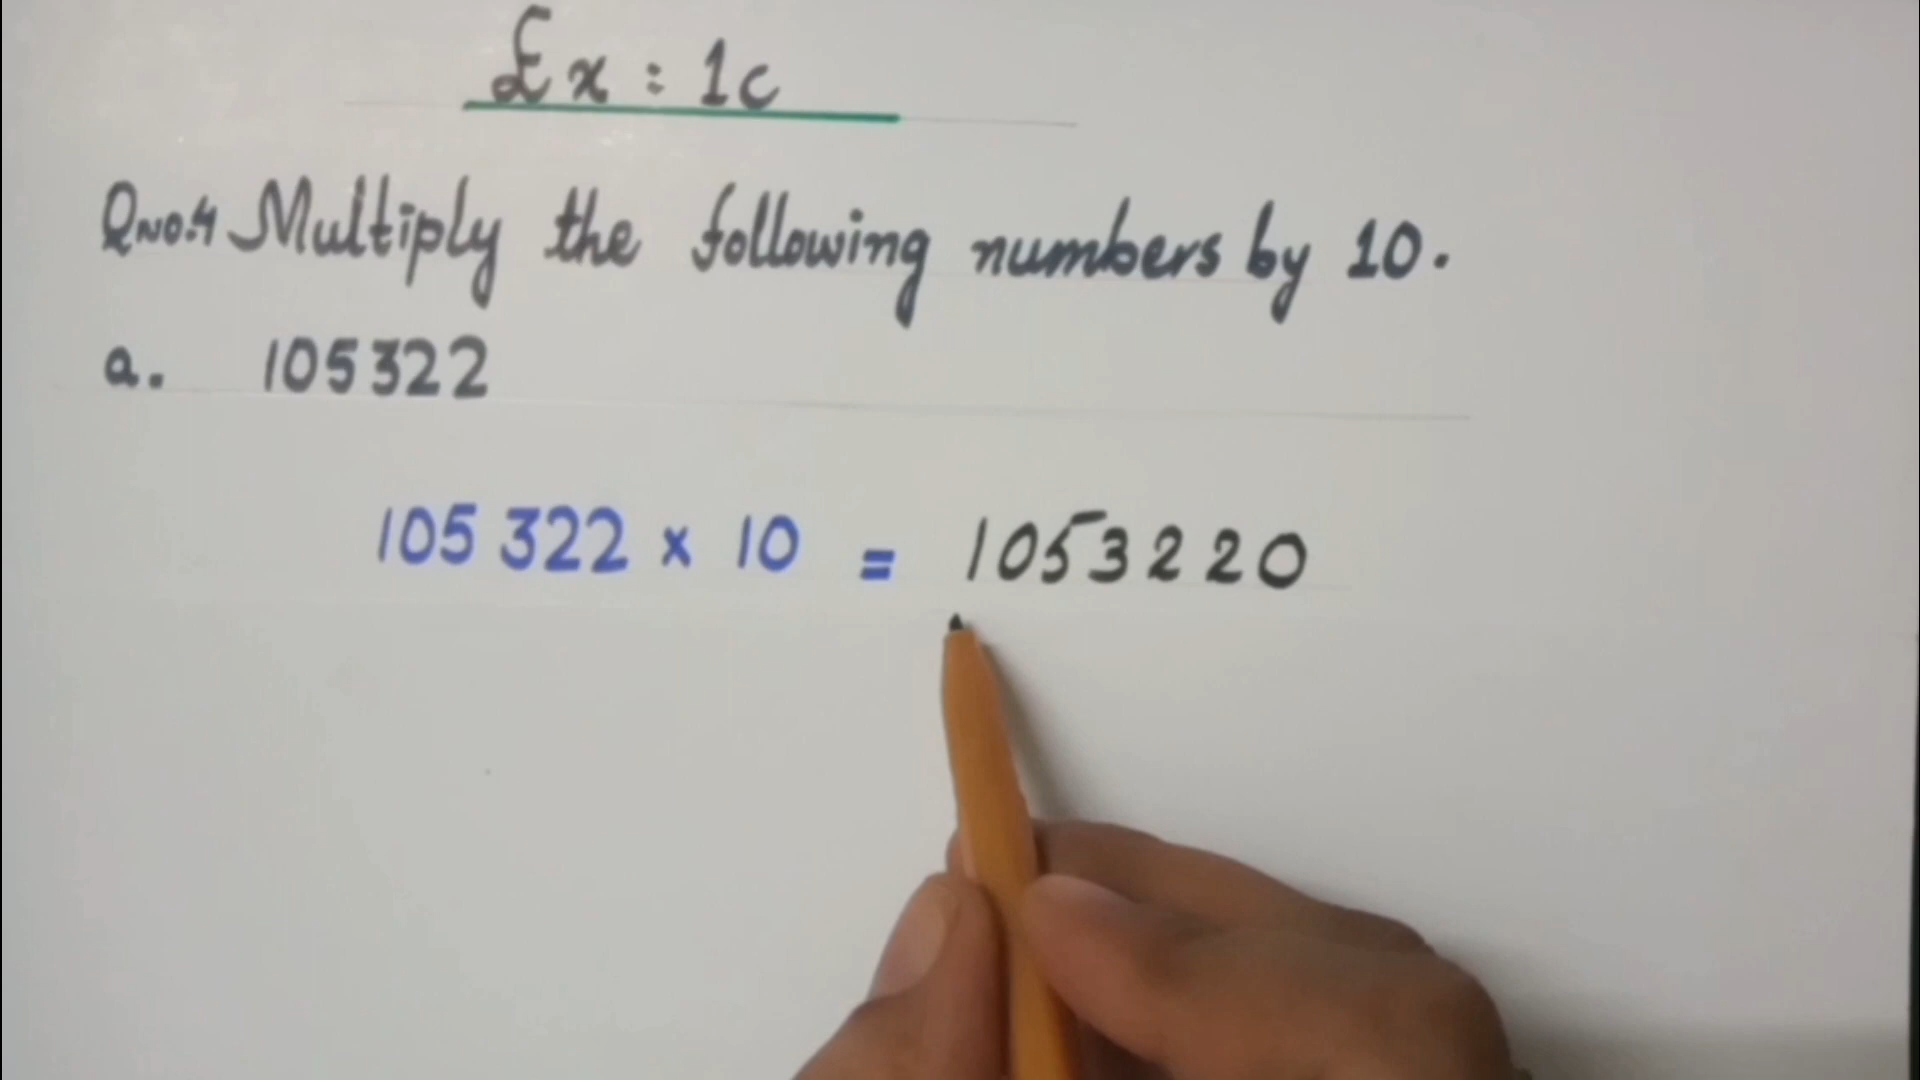 Ex : 1c
Q No.4 Multiply the following numbers by 10.
a. 105322
105 322 × 10 = 1053220